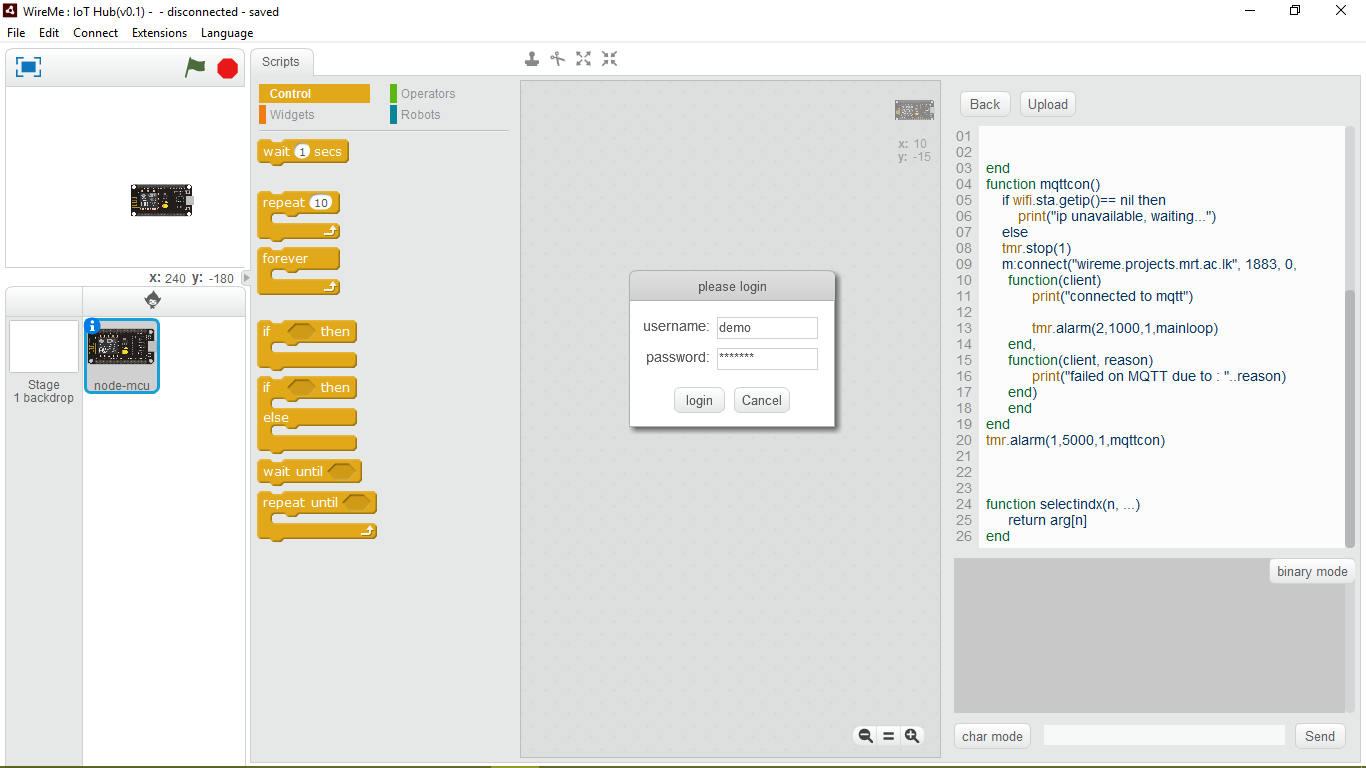 WireMe : IoT Hub(v0.1) - - disconnected - saved
File Edit Connect Extensions Language
x: 240 y: -180
Stage
1 backdrop
node-mcu
Scripts
Control
Operators
Widgets
Robots
wait 1 secs
repeat 10
forever
if then
if then
else
wait until
repeat until
x: 10
y: -15
please login
username: demo
password: *******
login Cancel
Back Upload
01
02
03 end
04 function mqttcon()
05 if wifi.sta.getip()== nil then
06 print("ip unavailable, waiting...")
07 else
08 tmr.stop(1)
09 m:connect("wireme.projects.mrt.ac.lk", 1883, 0,
10 function(client)
11 print("connected to mqtt")
12
13 tmr.alarm(2,1000,1,mainloop)
14 end,
15 function(client, reason)
16 print("failed on MQTT due to : "..reason)
17 end)
18 end
19 end
20 tmr.alarm(1,5000,1,mqttcon)
21
22
23
24 function selectindx(n, ...)
25 return arg[n]
26 end
binary mode
char mode Send